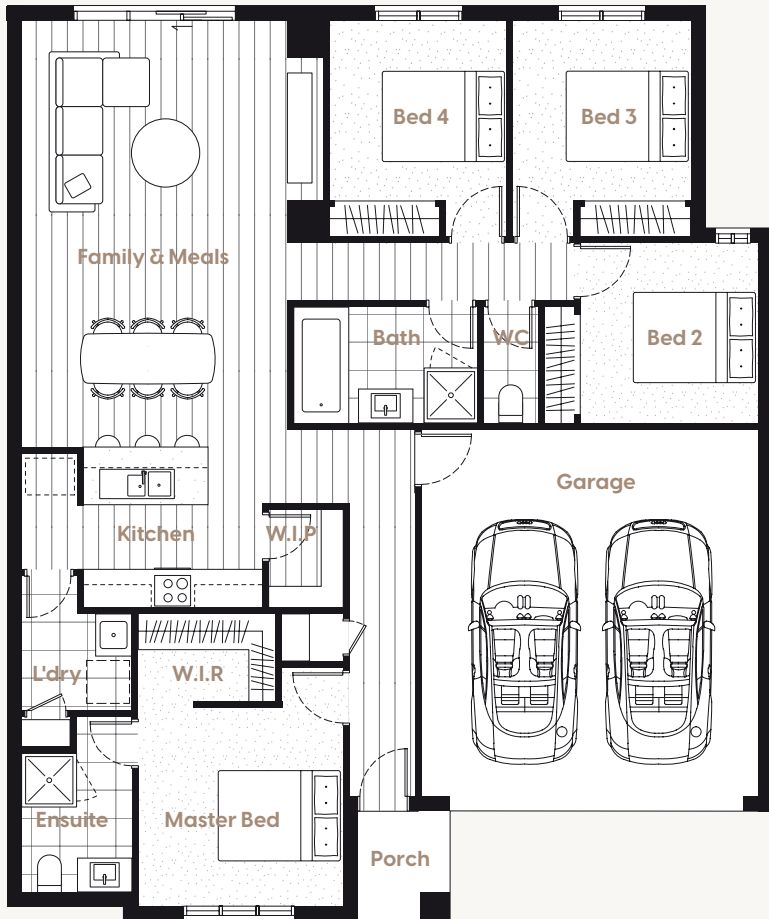 Bed 4
Bed 3
Family & Meals
Bath
WC
Bed 2
Garage
Kitchen
W.I.P
L'dry
W.I.R
Ensuite
Master Bed
Porch